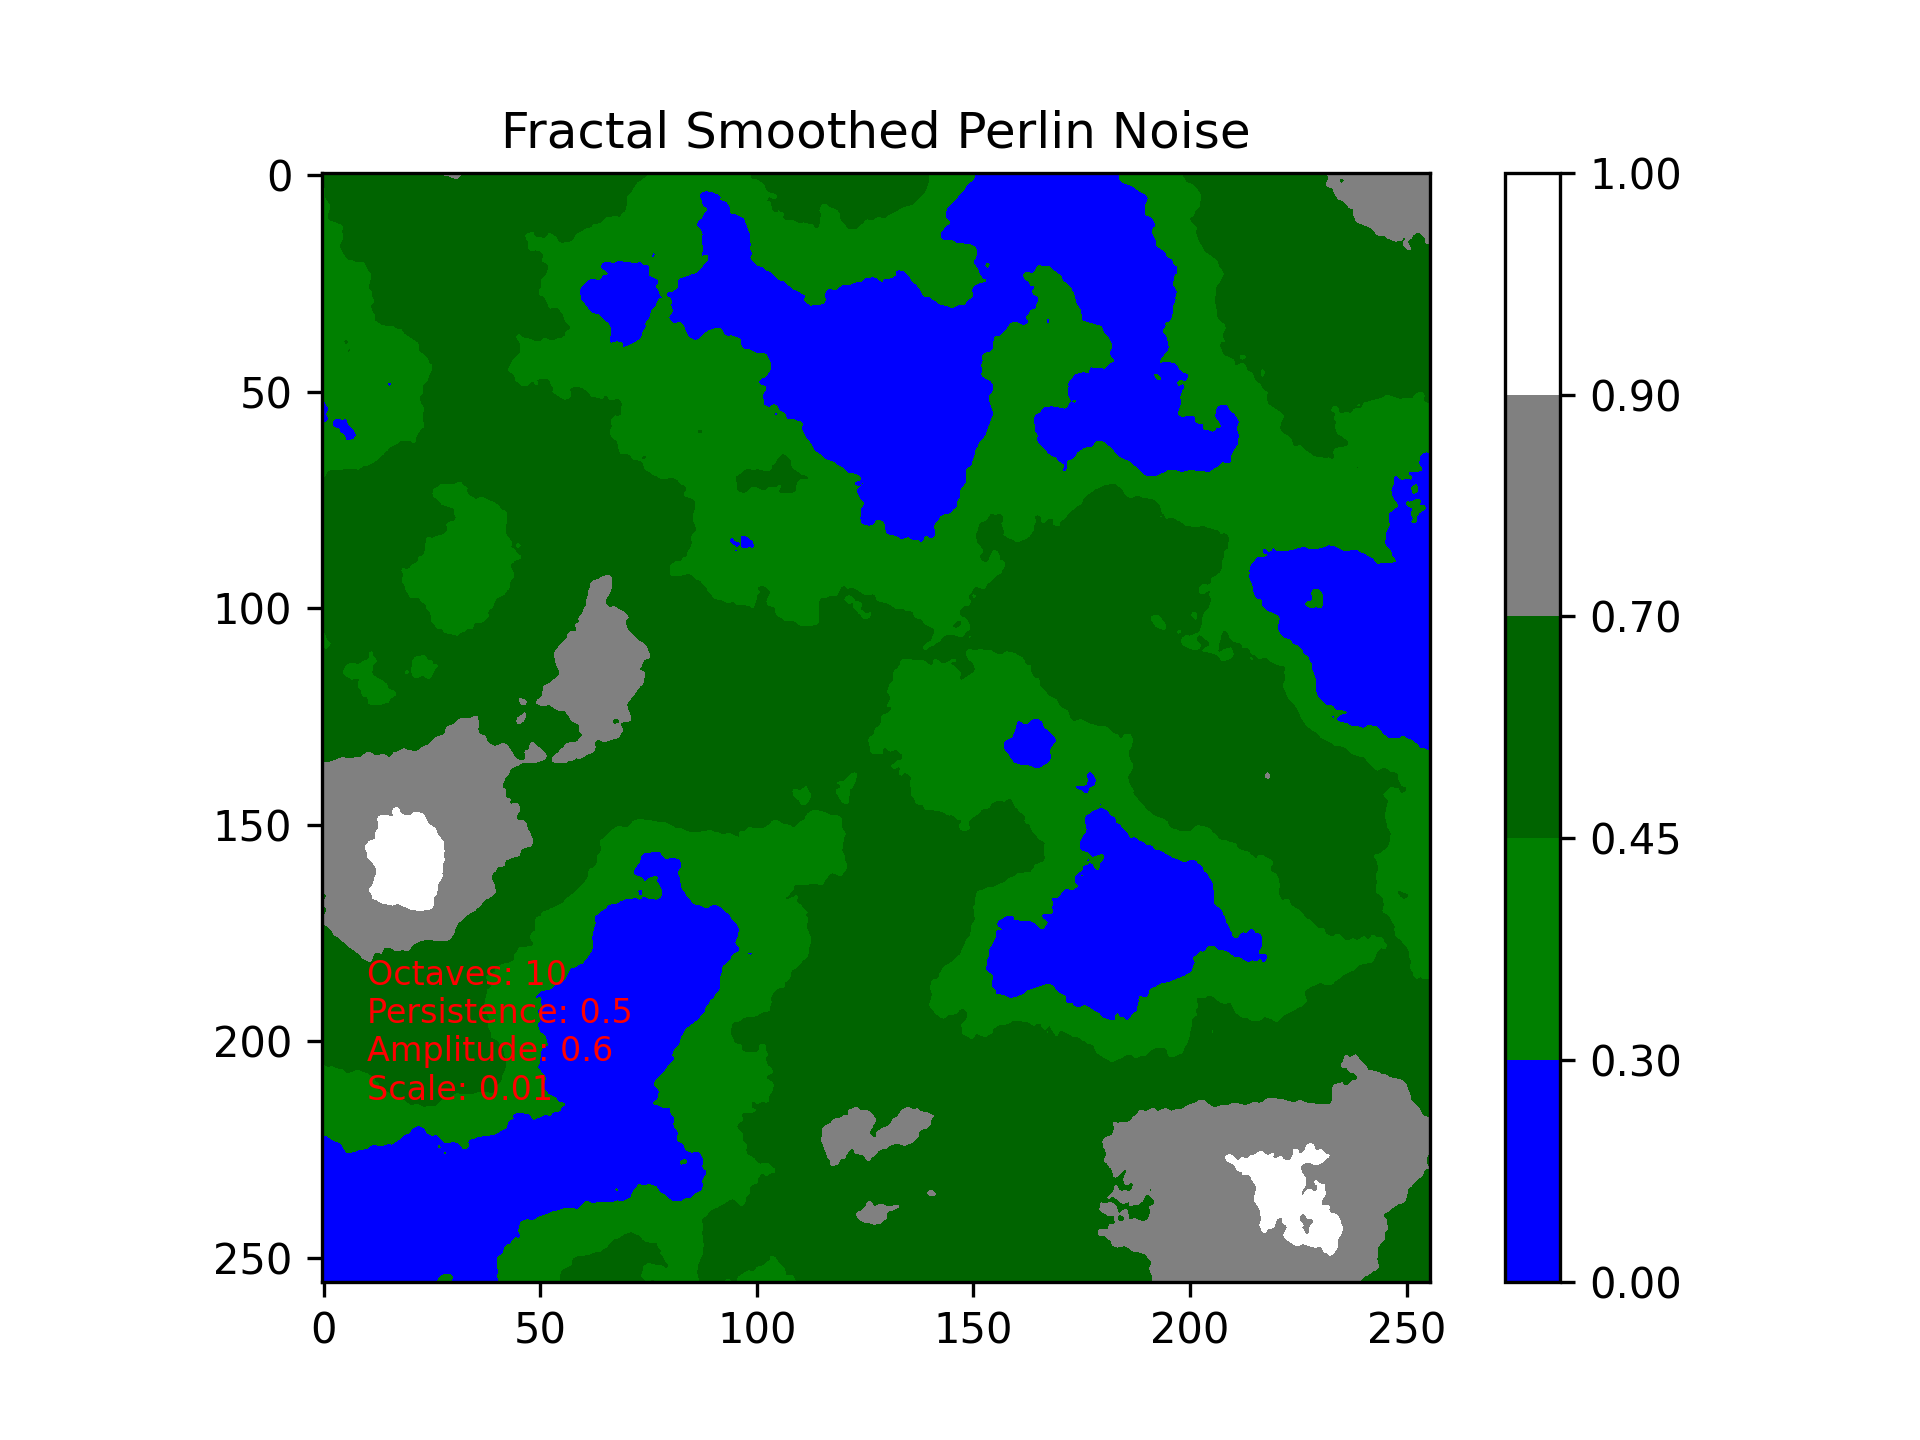 Fractal Smoothed Perlin Noise
0
50
100
150
200
250
0 50 100 150 200 250
Octaves: 10
Persistence: 0.5
Amplitude: 0.6
Scale: 0.01
1.00
0.90
0.70
0.45
0.30
0.00